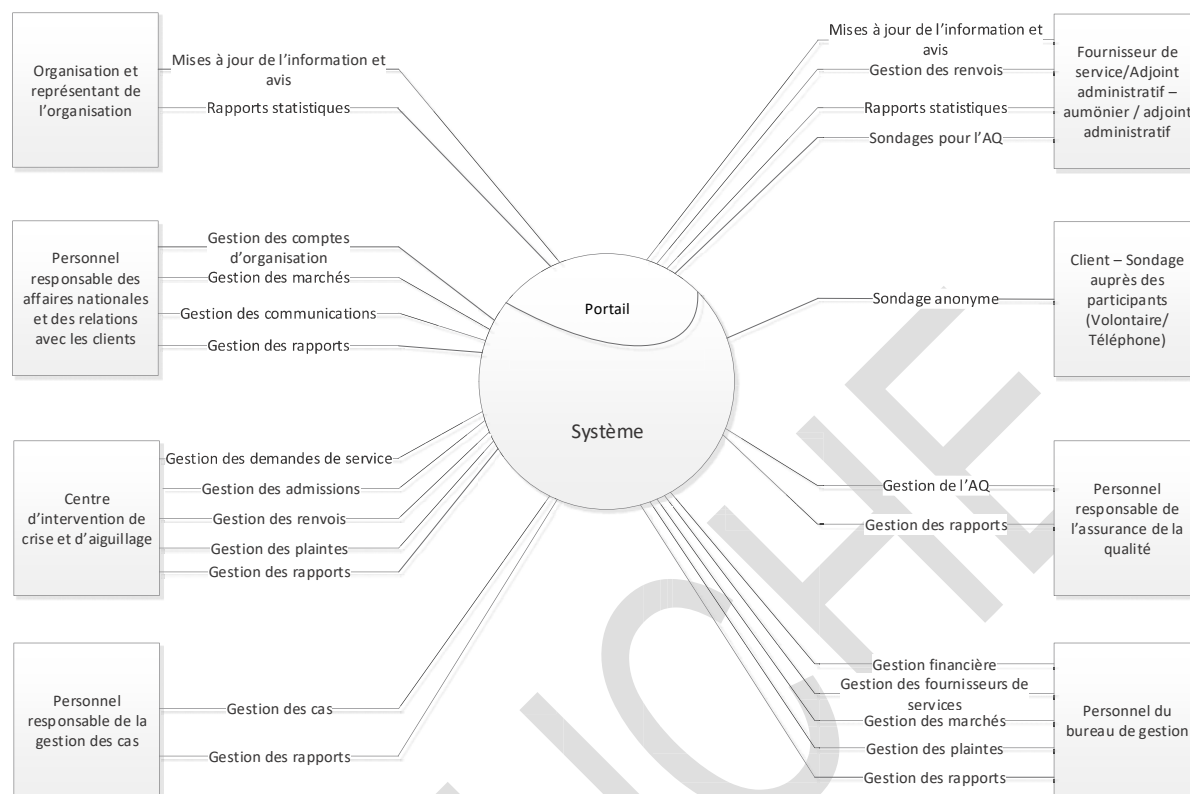 Organisation et
représentant de
l'organisation
Mises à jour de l'information et
avis
Rapports statistiques
Mises à jour de l'information et
avis
Gestion des renvois
Rapports statistiques
Sondages pour l'AQ
Fournisseur de
service/Adjoint
administratif –
aumönier / adjoint
administratif
Personnel
responsable des
affaires nationales
et des relations
avec les clients
Gestion des comptes
d'organisation
Gestion des marchés
Gestion des communications
Gestion des rapports
Portail
Système
Sondage anonyme
Client – Sondage
auprès des
participants
(Volontaire/
Téléphone)
Centre
d'intervention de
crise et d'aiguillage
Gestion des demandes de service
Gestion des admissions
Gestion des renvois
Gestion des plaintes
Gestion des rapports
Gestion de l'AQ
Gestion des rapports
Personnel
responsable de
l'assurance de la
qualité
Personnel
responsable de la
gestion des cas
Gestion des cas
Gestion des rapports
Gestion financière
Gestion des fournisseurs de
services
Gestion des marchés
Gestion des plaintes
Gestion des rapports
Personnel du
bureau de gestion
UCHE